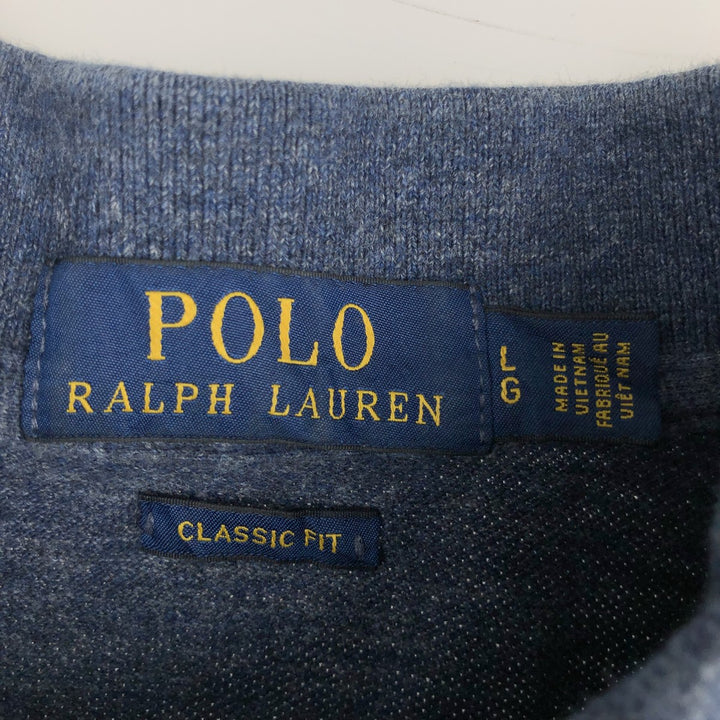 POLO
RALPH LAUREN
L
G
MADE IN
VIETNAM
FABRIQUÉ AU
VIÊT NAM
CLASSIC FIT